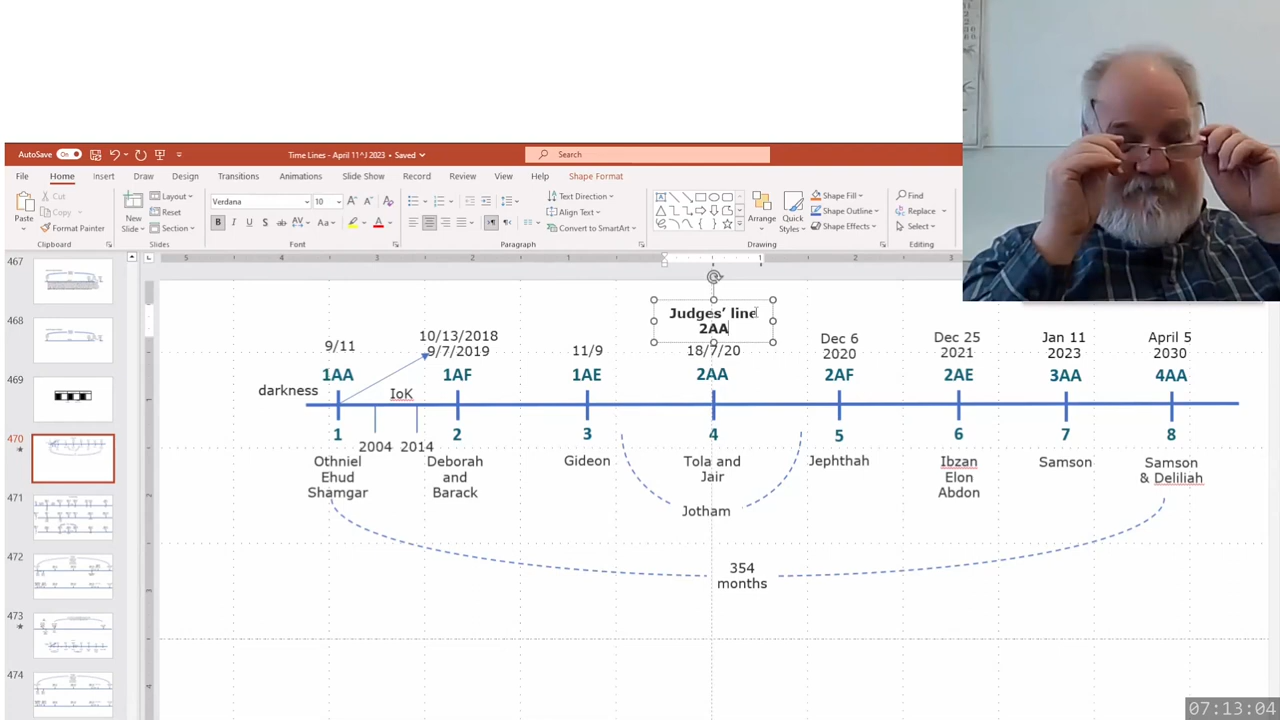 AutoSave On
Time Lines - April 11^J 2023 • Saved
Search
File Home Insert Draw Design Transitions Animations Slide Show Record Review View Help Shape Format
Paste
Cut
Copy
Format Painter
Clipboard
New Slide
Layout
Reset
Section
Slides
Verdana 10
Font
Paragraph
Text Direction
Align Text
Convert to SmartArt
Arrange
Quick Styles
Shape Fill
Shape Outline
Shape Effects
Drawing
Find
Replace
Select
Editing
467
468
469
470
471
472
473
474
Judges’ line
2AA
9/11
10/13/2018
9/7/2019
11/9
18/7/20
Dec 6
2020
Dec 25
2021
Jan 11
2023
April 5
2030
1AA 1AF 1AE 2AA 2AF 2AE 3AA 4AA
darkness
IoK
1 2 3 4 5 6 7 8
2004 2014
Othniel
Ehud
Shamgar
Deborah
and
Barack
Gideon
Tola and
Jair
Jephthah
Ibzan
Elon
Abdon
Samson
Samson
& Deliliah
Jotham
354
months
07:13:04